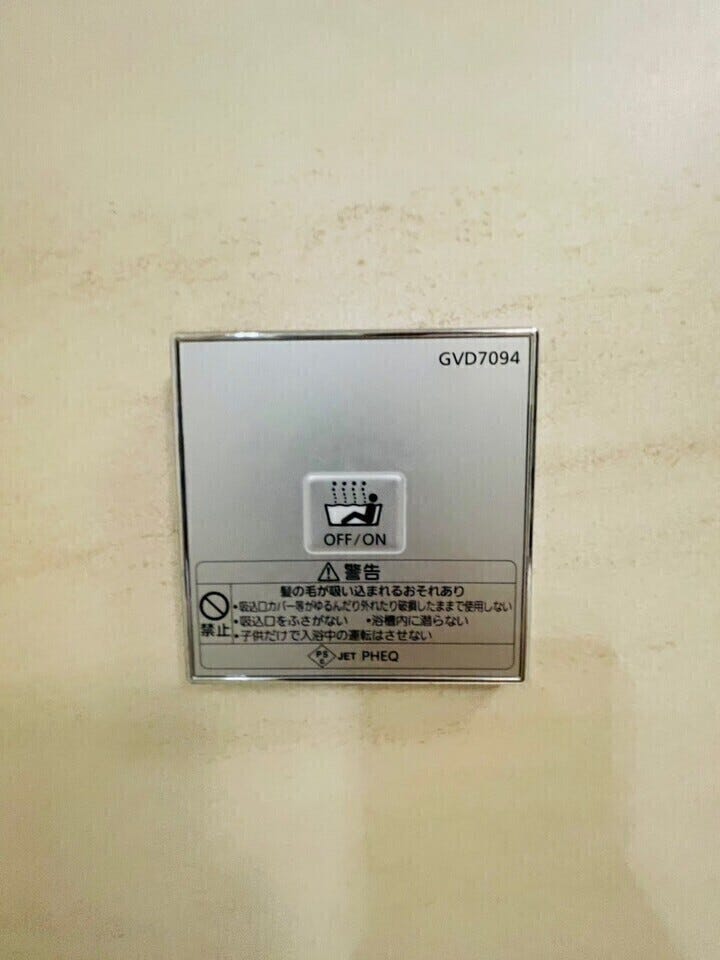 GVD7094
OFF/ON
⚠警告
髪の毛が吸い込まれるおそれあり
禁止
•吸込口カバー等がゆるんだり外れたり破損したままで使用しない
•吸込口をふさがない •浴槽内に潜らない
•子供だけで入浴中の運転はさせない
PS E JET PHEQ